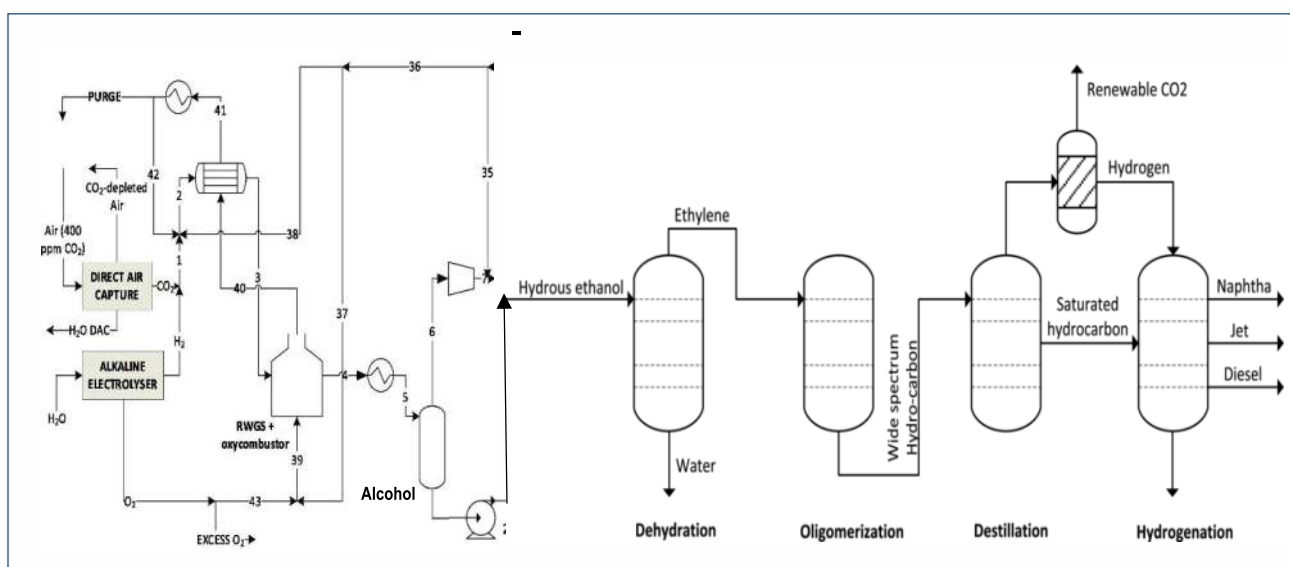 -
36
PURGE
41
35
42
2
CO₂-depleted
Air
Air (400
ppm CO₂)
38
1
3
DIRECT AIR
CAPTURE
CO₂
40
37
6
H₂O DAC
H₂
ALKALINE
ELECTROLYSER
4
5
H₂O
RWGS +
oxycombustor
39
Alcohol
O₂
43
EXCESS O₂
Renewable CO2
Hydrogen
Ethylene
Hydrous ethanol
Saturated
hydrocarbon
Naphtha
Jet
Diesel
Wide spectrum
Hydro-carbon
Water
Dehydration
Oligomerization
Destillation
Hydrogenation